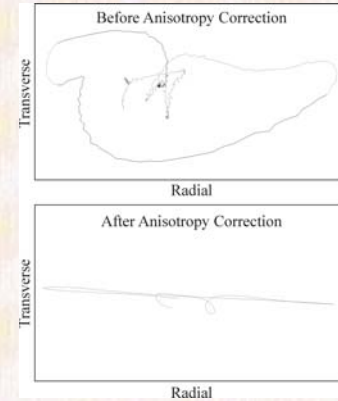 Before Anisotropy Correction
Transverse
Radial
After Anisotropy Correction
Transverse
Radial